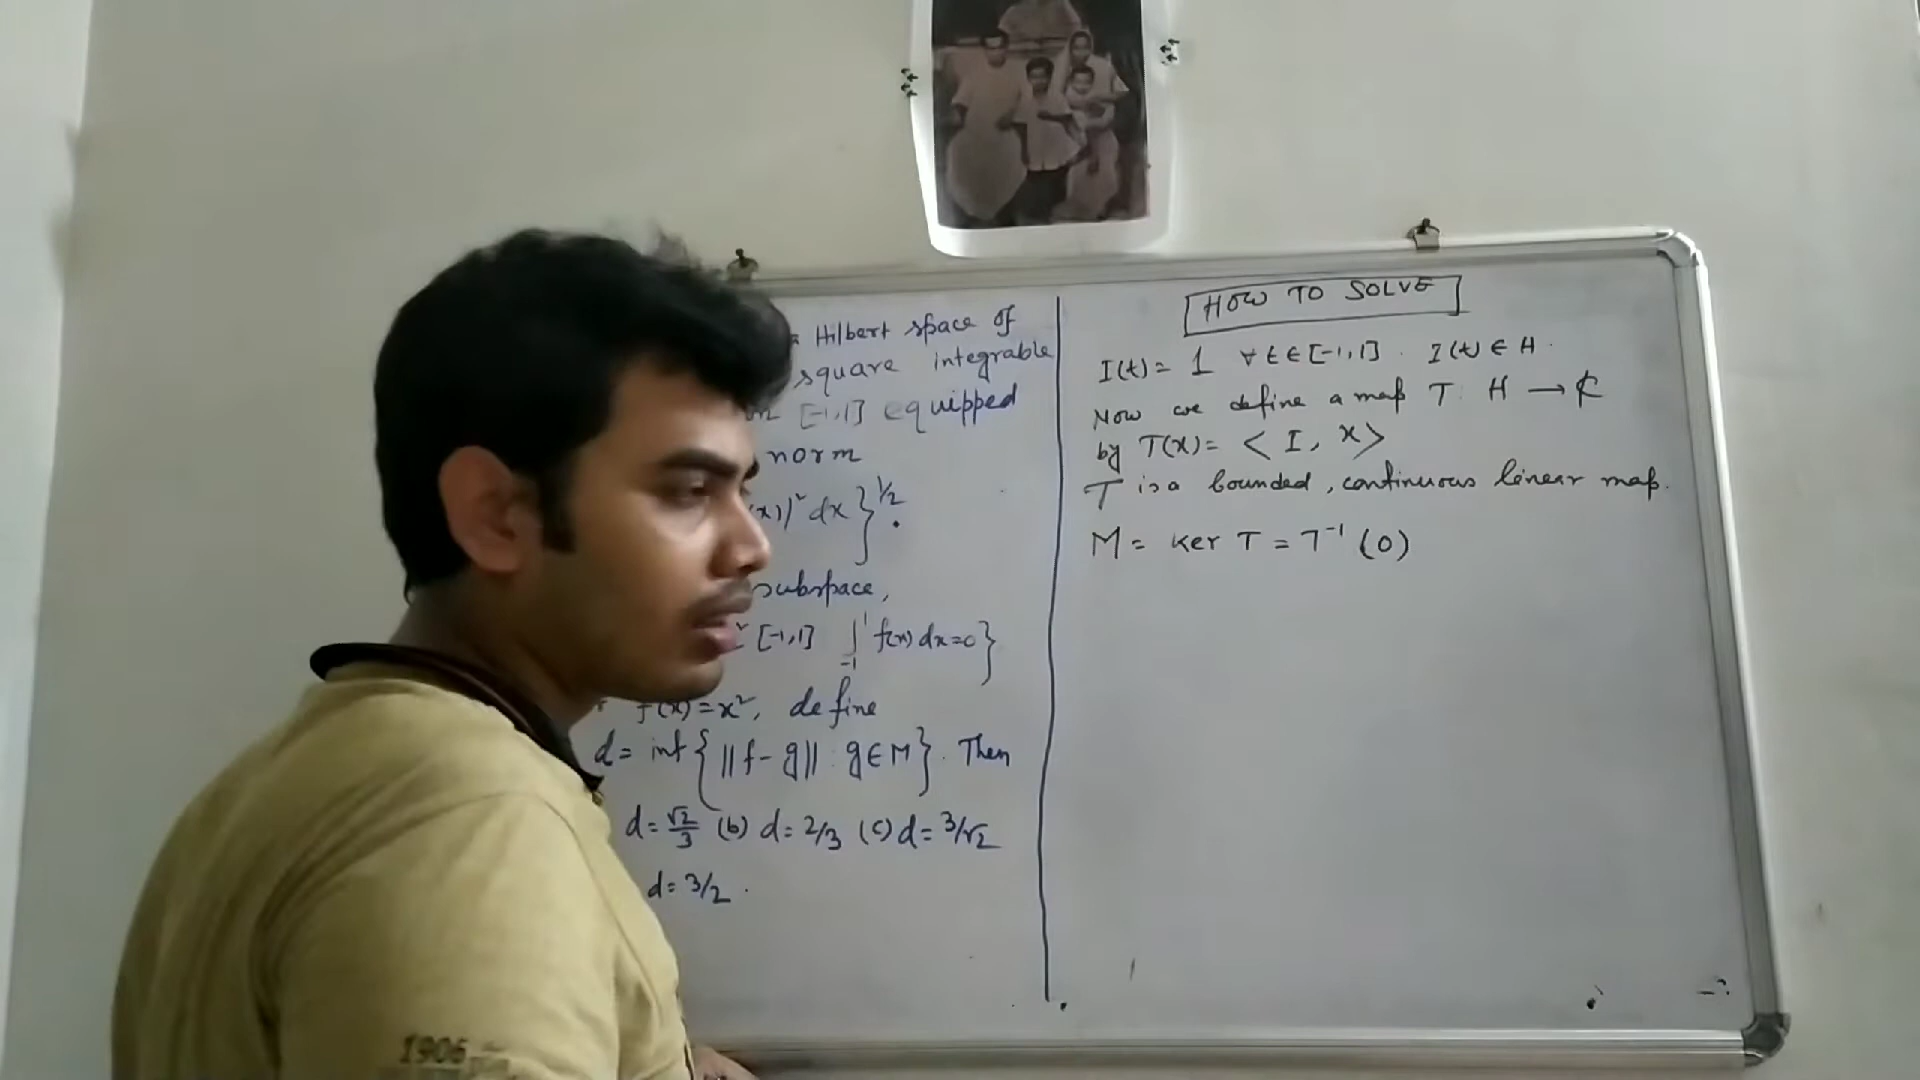 Hilbert space of
square integrable
[-1,1] equipped
norm
(x)|² dx}^1/2.
subspace,
[-1,1] ∫_{-1}^{1} f(x) dx=0}
f(x)=x², define
d= inf {||f-g|| : g∈M}. Then
d=√2/3 (b) d=2/3 (c) d=3/√2
d=3/2.
HOW TO SOLVE
I(t)= 1 ∀ t∈[-1,1]. I(t)∈H.
Now we define a map T: H → ℂ
by T(x)= <I, x>
T is a bounded, continuous linear map.
M= ker T = T⁻¹(0)
1906